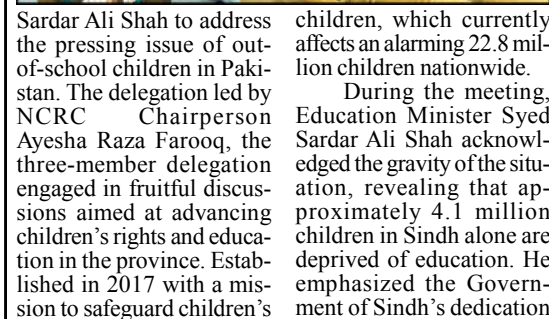 Sardar Ali Shah to address
the pressing issue of out-
of-school children in Paki-
stan. The delegation led by
NCRC Chairperson
Ayesha Raza Farooq, the
three-member delegation
engaged in fruitful discus-
sions aimed at advancing
children's rights and educa-
tion in the province. Estab-
lished in 2017 with a mis-
sion to safeguard children's
children, which currently
affects an alarming 22.8 mil-
lion children nationwide.
During the meeting,
Education Minister Syed
Sardar Ali Shah acknowl-
edged the gravity of the situ-
ation, revealing that ap-
proximately 4.1 million
children in Sindh alone are
deprived of education. He
emphasized the Govern-
ment of Sindh's dedication